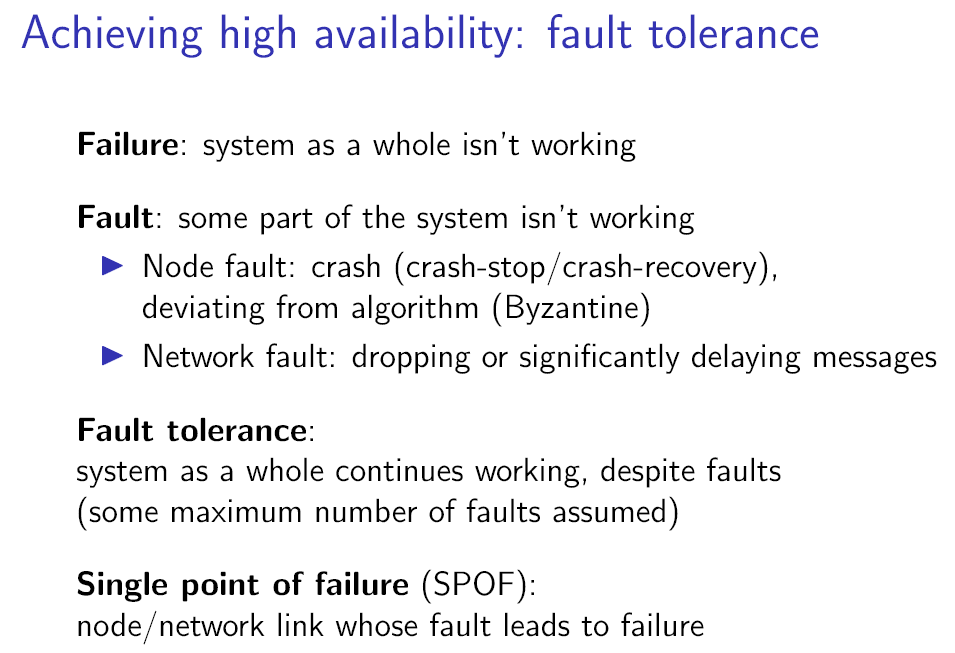 Achieving high availability: fault tolerance
Failure: system as a whole isn't working
Fault: some part of the system isn't working
▶ Node fault: crash (crash-stop/crash-recovery),
deviating from algorithm (Byzantine)
▶ Network fault: dropping or significantly delaying messages
Fault tolerance:
system as a whole continues working, despite faults
(some maximum number of faults assumed)
Single point of failure (SPOF):
node/network link whose fault leads to failure